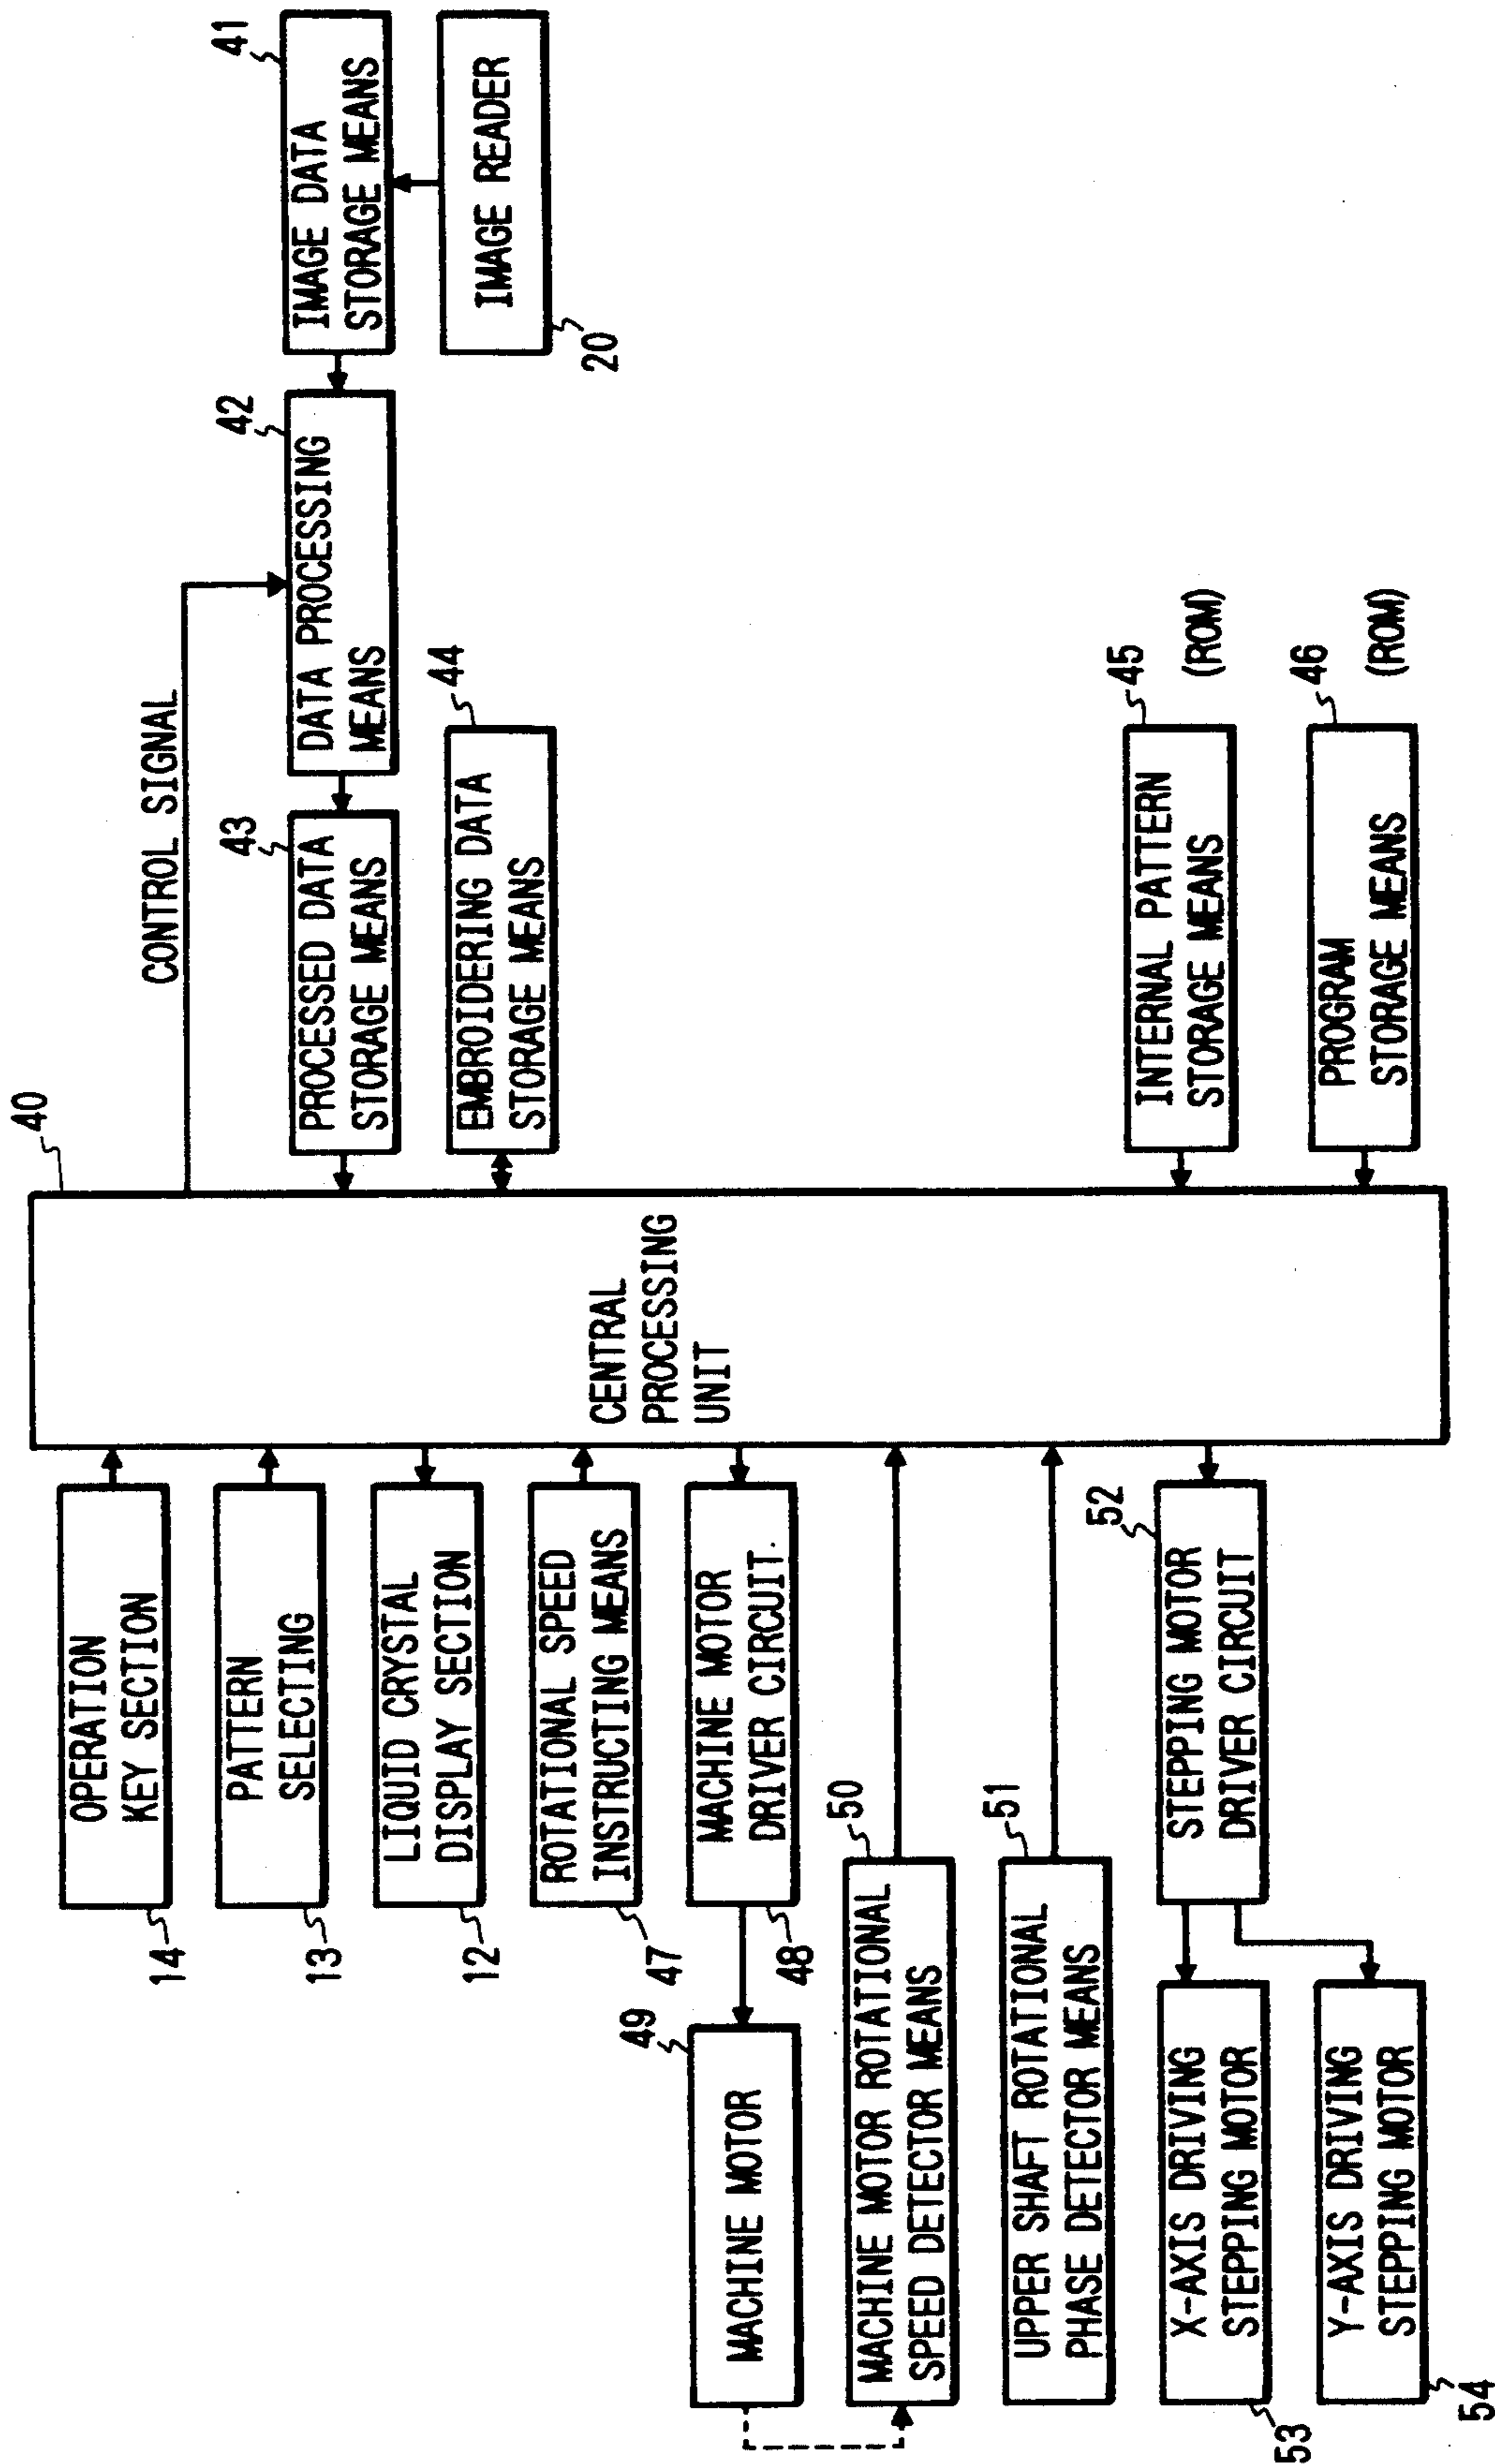 14
OPERATION
KEY SECTION
13
PATTERN
SELECTING
12
LIQUID CRYSTAL
DISPLAY SECTION
47
ROTATIONAL SPEED
INSTRUCTING MEANS
49
MACHINE MOTOR
48
MACHINE MOTOR
DRIVER CIRCUIT.
50
MACHINE MOTOR ROTATIONAL
SPEED DETECTOR MEANS
51
UPPER SHAFT ROTATIONAL
PHASE DETECTOR MEANS
52
STEPPING MOTOR
DRIVER CIRCUIT
53
X-AXIS DRIVING
STEPPING MOTOR
54
Y-AXIS DRIVING
STEPPING MOTOR
40
CENTRAL
PROCESSING
UNIT
CONTROL SIGNAL
43
PROCESSED DATA
STORAGE MEANS
42
DATA PROCESSING
MEANS
41
IMAGE DATA
STORAGE MEANS
20
IMAGE READER
44
EMBROIDERING DATA
STORAGE MEANS
45
INTERNAL PATTERN
STORAGE MEANS
(ROM)
46
PROGRAM
STORAGE MEANS
(ROM)